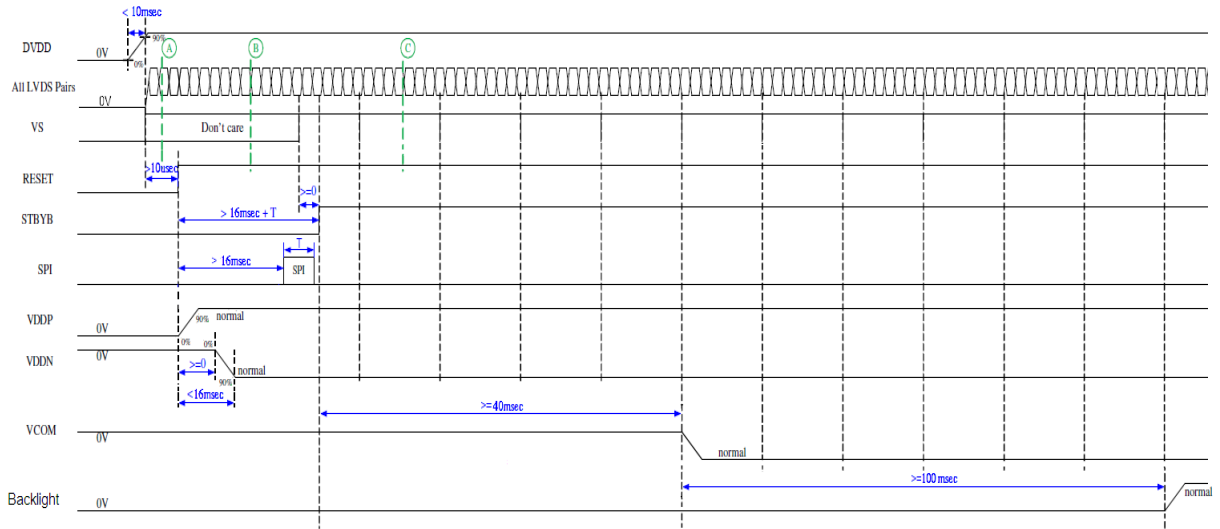 < 10msec
DVDD
0V
90%
0%
A
B
C
All LVDS Pairs
0V
VS
Don't care
>10usec
RESET
>=0
STBYB
> 16msec + T
T
SPI
> 16msec
SPI
VDDP
0V
90%
normal
0%
0%
VDDN
0V
>=0
90%
normal
<16msec
>=40msec
VCOM
0V
normal
>=100 msec
Backlight
0V
normal